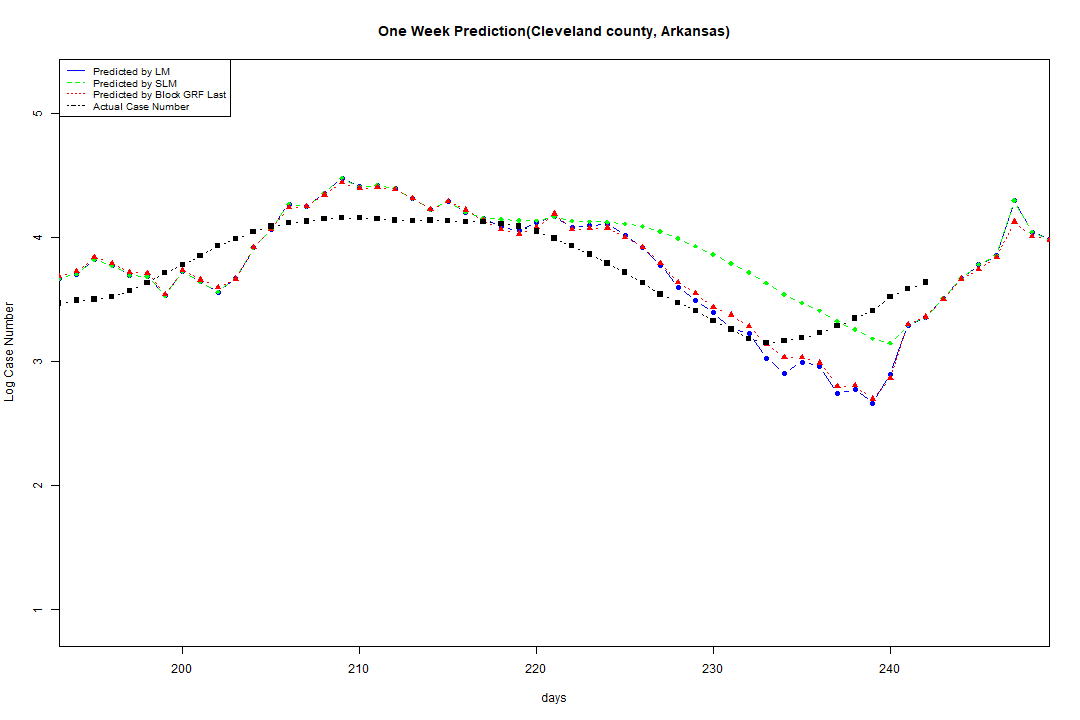 One Week Prediction(Cleveland county, Arkansas)
Predicted by LM
Predicted by SLM
Predicted by Block GRF Last
Actual Case Number
5
4
3
2
1
Log Case Number
200 210 220 230 240
days